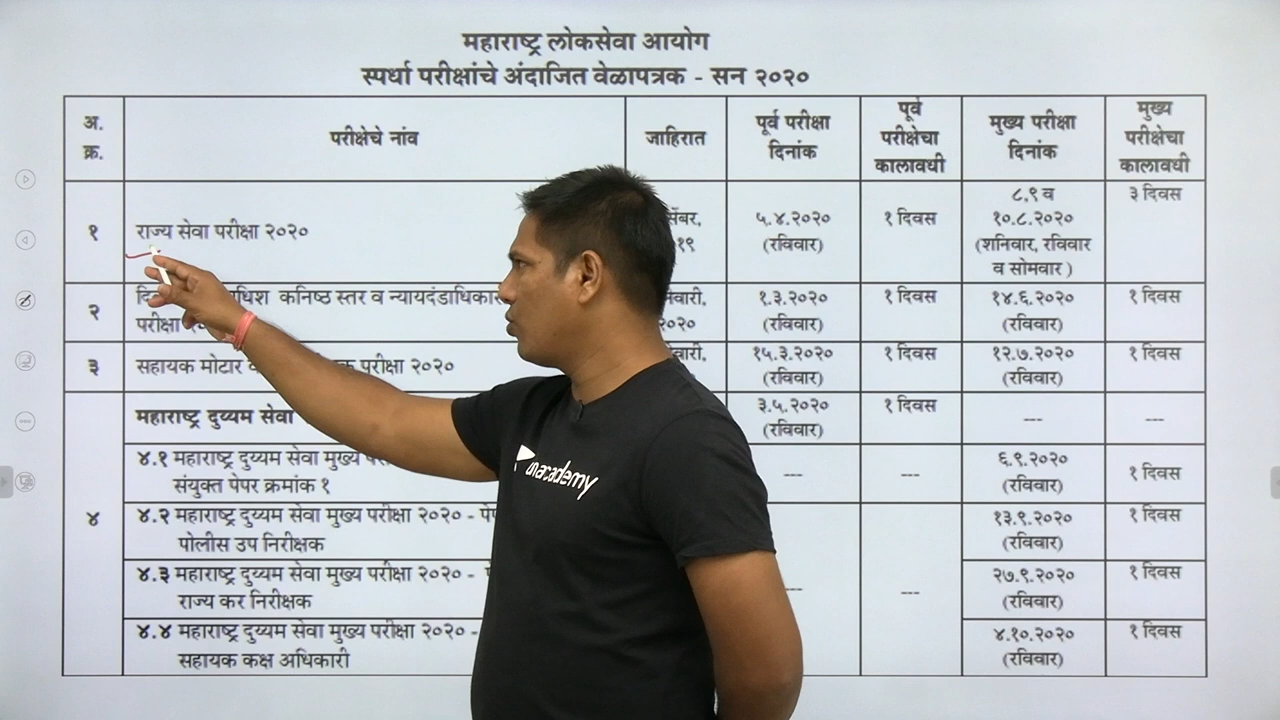 महाराष्ट्र लोकसेवा आयोग
स्पर्धा परीक्षांचे अंदाजित वेळापत्रक - सन २०२०
अ. क्र. परीक्षेचे नांव जाहिरात पूर्व परीक्षा दिनांक पूर्व परीक्षेचा कालावधी मुख्य परीक्षा दिनांक मुख्य परीक्षेचा कालावधी
१ राज्य सेवा परीक्षा २०२० ५.४.२०२० (रविवार) १ दिवस ८,९ व १०.८.२०२० (शनिवार, रविवार व सोमवार ) ३ दिवस
२ कनिष्ठ स्तर व परीक्षा १.३.२०२० (रविवार) १ दिवस १४.६.२०२० (रविवार) १ दिवस
३ सहायक मोटार परीक्षा २०२० १५.३.२०२० (रविवार) १ दिवस १२.७.२०२० (रविवार) १ दिवस
४ महाराष्ट्र दुय्यम सेवा ३.५.२०२० (रविवार) १ दिवस --- ---
४.१ महाराष्ट्र दुय्यम सेवा मुख्य
संयुक्त पेपर क्रमांक १ --- --- ६.९.२०२० (रविवार) १ दिवस
४.२ महाराष्ट्र दुय्यम सेवा मुख्य परीक्षा २०२० -
पोलीस उप निरीक्षक १३.९.२०२० (रविवार) १ दिवस
४.३ महाराष्ट्र दुय्यम सेवा मुख्य परीक्षा २०२० -
राज्य कर निरीक्षक --- २७.९.२०२० (रविवार) १ दिवस
४.४ महाराष्ट्र दुय्यम सेवा मुख्य परीक्षा २०२० -
सहायक कक्ष अधिकारी ४.१०.२०२० (रविवार) १ दिवस
unacademy